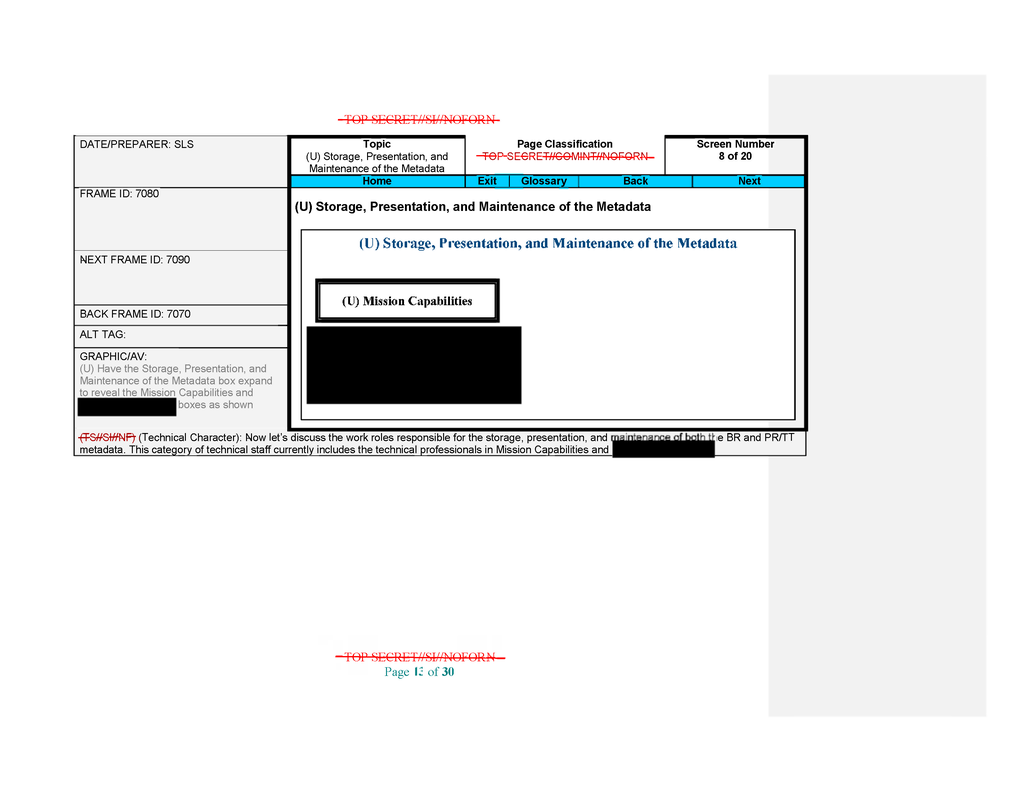 TOP SECRET//SI//NOFORN
DATE/PREPARER: SLS
Topic
(U) Storage, Presentation, and
Maintenance of the Metadata
Page Classification
TOP SECRET//COMINT//NOFORN
Screen Number
8 of 20
Home Exit Glossary Back Next
FRAME ID: 7080
NEXT FRAME ID: 7090
BACK FRAME ID: 7070
ALT TAG:
GRAPHIC/AV:
(U) Have the Storage, Presentation, and
Maintenance of the Metadata box expand
to reveal the Mission Capabilities and
boxes as shown
(U) Storage, Presentation, and Maintenance of the Metadata
(U) Storage, Presentation, and Maintenance of the Metadata
(U) Mission Capabilities
(TS//SI//NF) (Technical Character): Now let's discuss the work roles responsible for the storage, presentation, and maintenance of both the BR and PR/TT
metadata. This category of technical staff currently includes the technical professionals in Mission Capabilities and
TOP SECRET//SI//NOFORN
Page 13 of 30